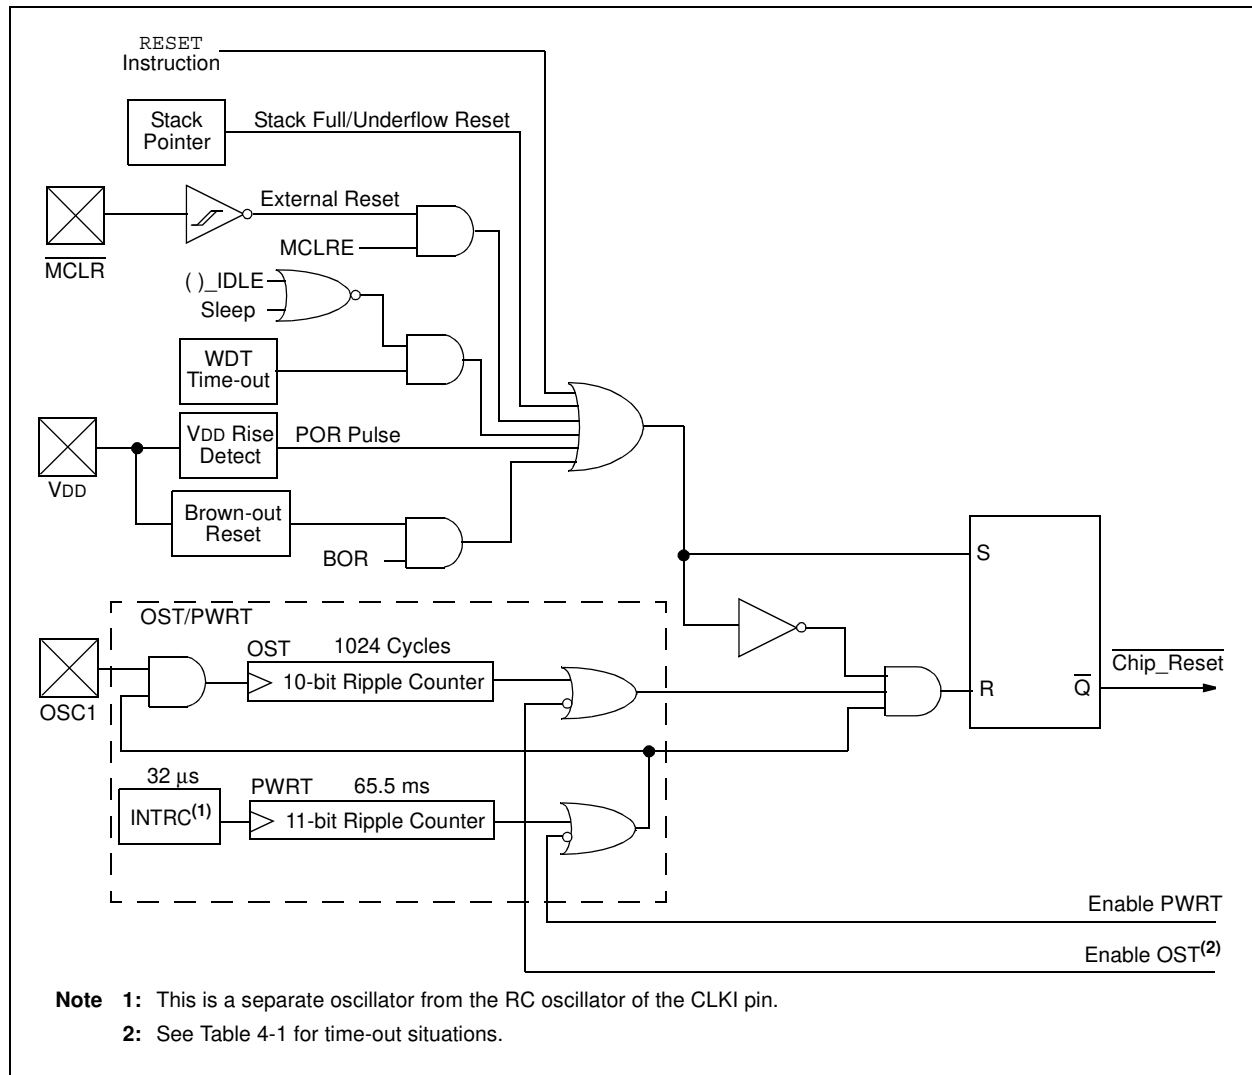 RESET
Instruction
Stack
Pointer
Stack Full/Underflow Reset
External Reset
MCLR
MCLRE
( )_IDLE
Sleep
WDT
Time-out
VDD
VDD Rise
Detect
POR Pulse
Brown-out
Reset
BOR
S
R
Q
Chip_Reset
OST/PWRT
OST
1024 Cycles
10-bit Ripple Counter
OSC1
32 μs
INTRC(1)
PWRT
65.5 ms
11-bit Ripple Counter
Enable PWRT
Enable OST(2)
Note 1: This is a separate oscillator from the RC oscillator of the CLKI pin.
2: See Table 4-1 for time-out situations.